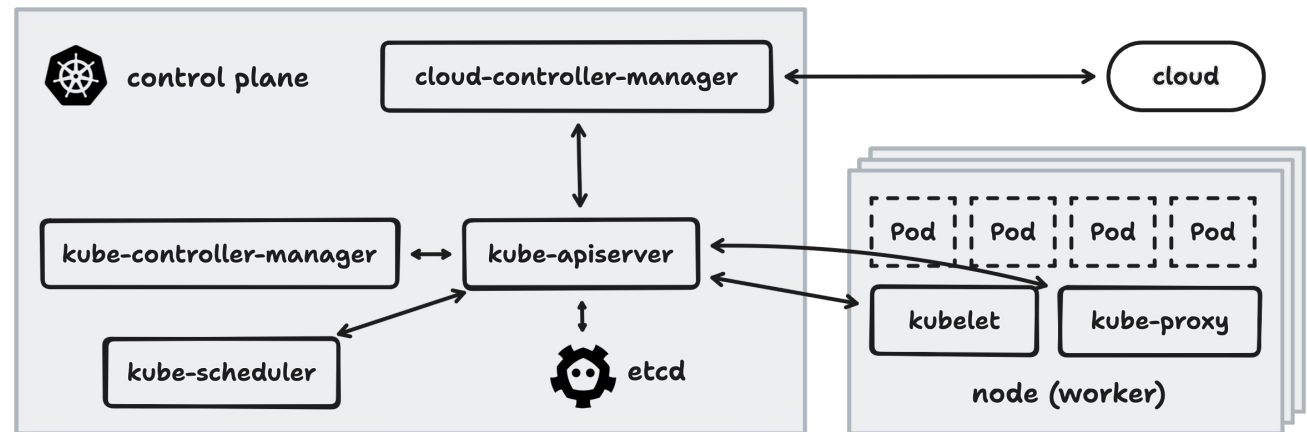 control plane
cloud-controller-manager
cloud
kube-controller-manager
kube-apiserver
Pod
Pod
Pod
Pod
kubelet
kube-proxy
kube-scheduler
etcd
node (worker)